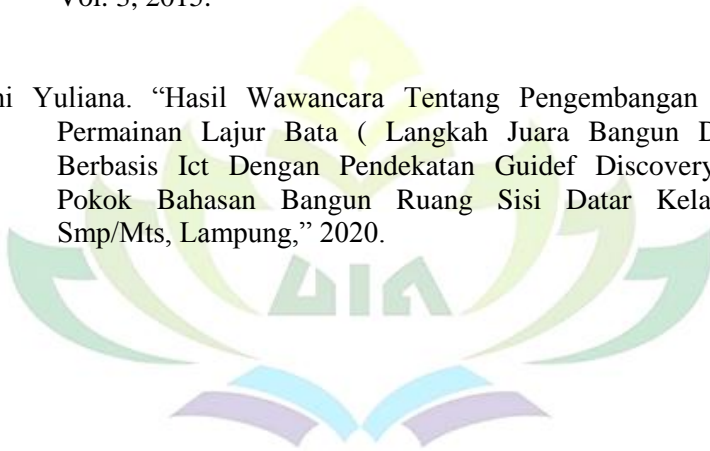 Vol. 3, 2015.
ni Yuliana. “Hasil Wawancara Tentang Pengembangan
Permainan Lajur Bata ( Langkah Juara Bangun D
Berbasis Ict Dengan Pendekatan Guidef Discovery
Pokok Bahasan Bangun Ruang Sisi Datar Kela
Smp/Mts, Lampung,” 2020.
UIN